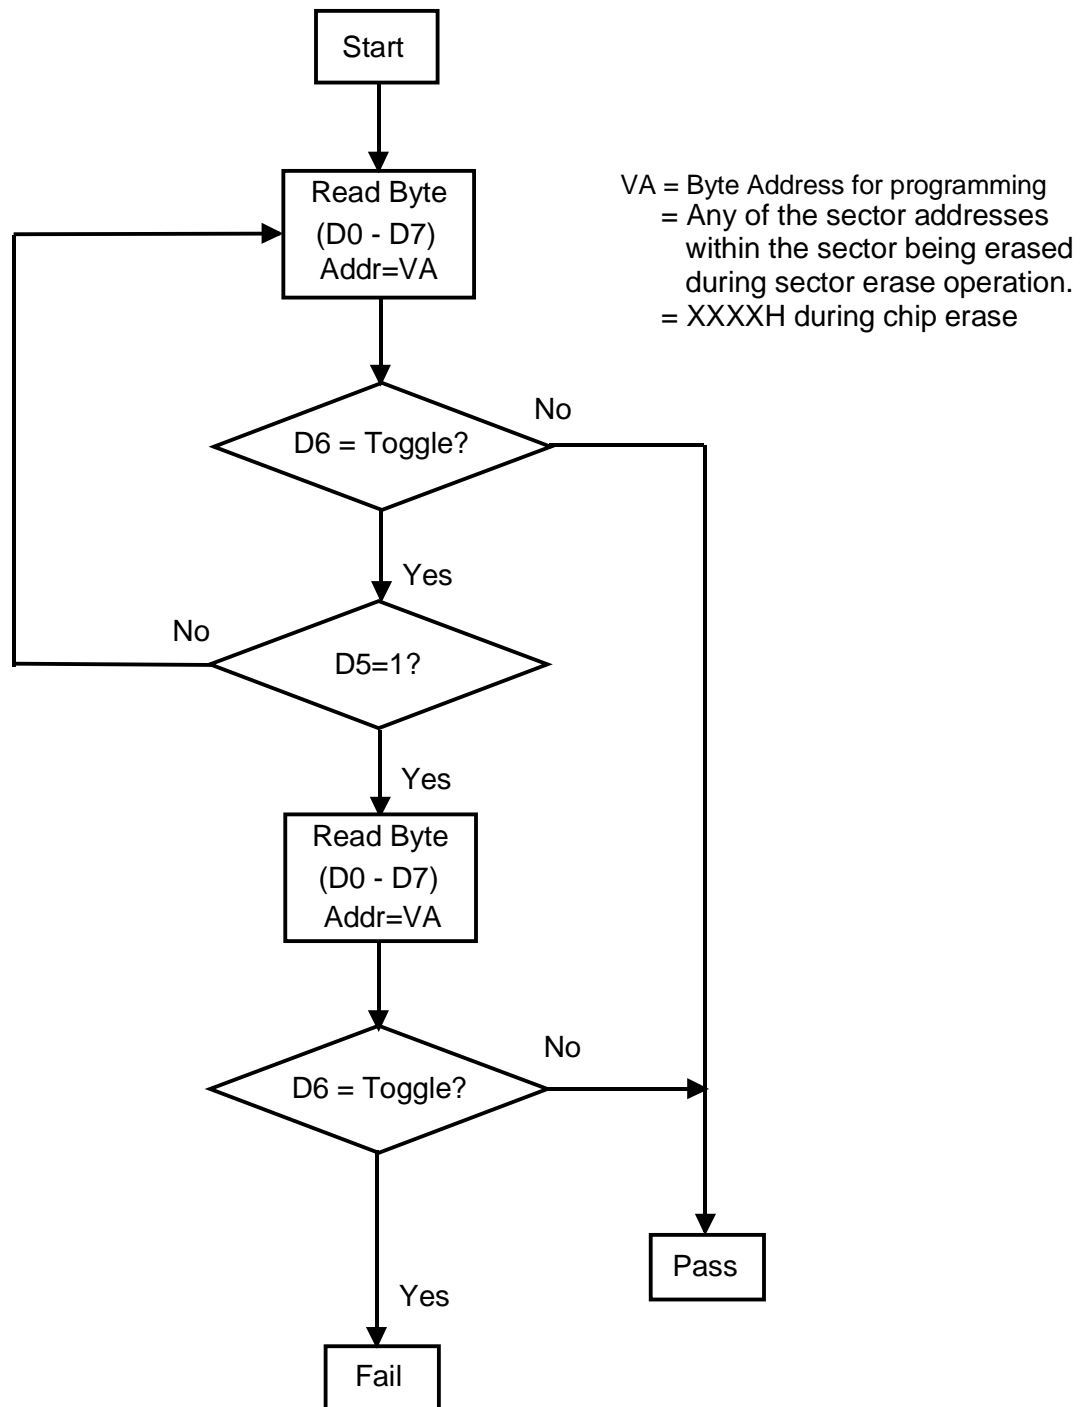 Start
Read Byte
(D0 - D7)
Addr=VA
VA = Byte Address for programming
= Any of the sector addresses
within the sector being erased
during sector erase operation.
= XXXXH during chip erase
No
D6 = Toggle?
Yes
No
D5=1?
Yes
Read Byte
(D0 - D7)
Addr=VA
No
D6 = Toggle?
Pass
Yes
Fail